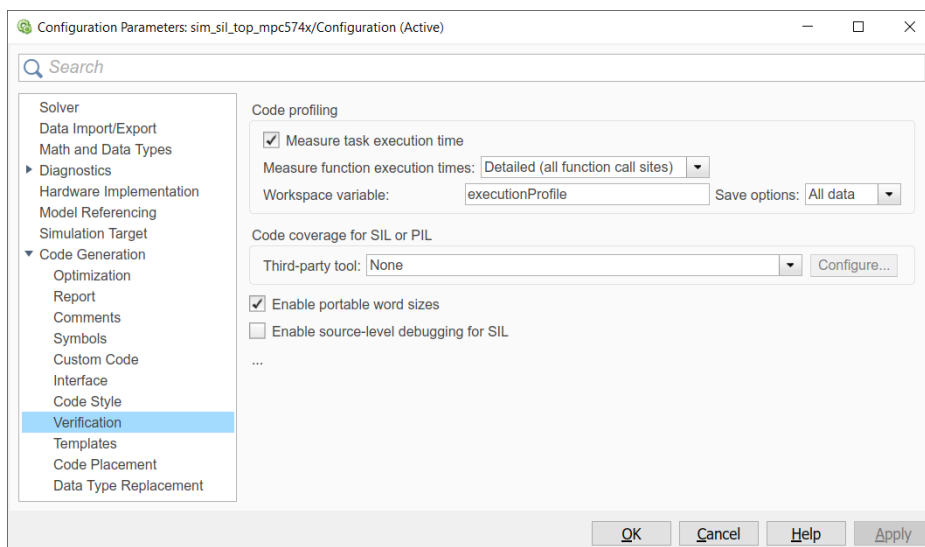 Configuration Parameters: sim_sil_top_mpc574x/Configuration (Active)
Search
Solver
Data Import/Export
Math and Data Types
Diagnostics
Hardware Implementation
Model Referencing
Simulation Target
Code Generation
Optimization
Report
Comments
Symbols
Custom Code
Interface
Code Style
Verification
Templates
Code Placement
Data Type Replacement
Code profiling
Measure task execution time
Measure function execution times: Detailed (all function call sites)
Workspace variable: executionProfile Save options: All data
Code coverage for SIL or PIL
Third-party tool: None Configure...
Enable portable word sizes
Enable source-level debugging for SIL
...
OK Cancel Help Apply